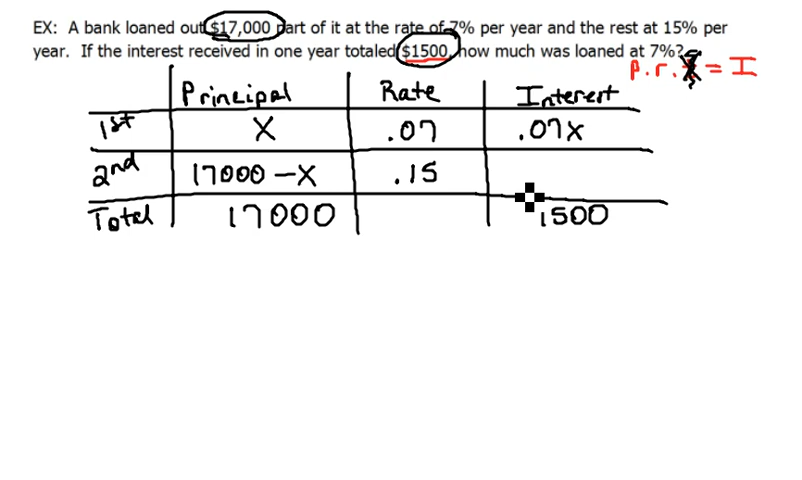 EX: A bank loaned out $17,000 part of it at the rate of 7% per year and the rest at 15% per
year. If the interest received in one year totaled $1500, how much was loaned at 7%?
p.r. = I
Principal Rate Interest
1st X .07 .07x
2nd 17000 - X .15
Total 17000 1500